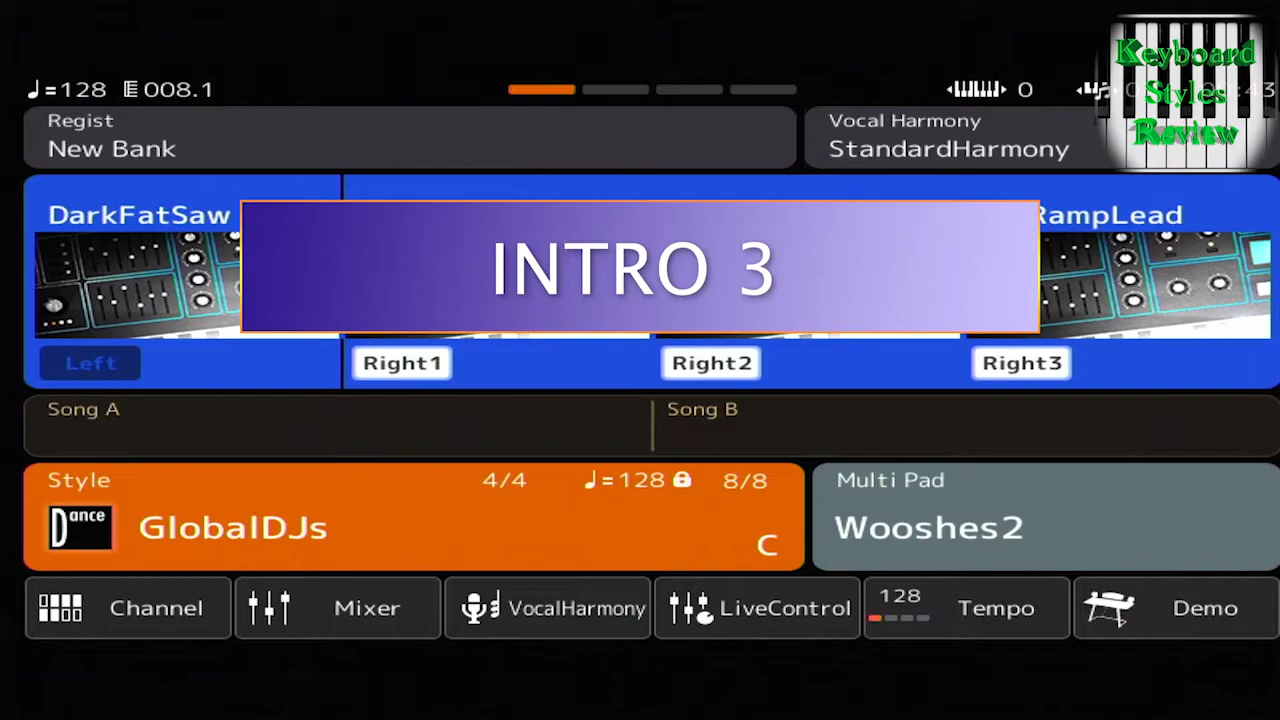 ♩=128 008.1
0
:43
Keyboard
Styles
Review
Regist
New Bank
Vocal Harmony
StandardHarmony
DarkFatSaw
RampLead
INTRO 3
Left
Right1
Right2
Right3
Song A
Song B
Style
4/4 ♩=128 8/8
Dance
GlobalDJs
C
Multi Pad
Wooshes2
Channel
Mixer
VocalHarmony
LiveControl
128
Tempo
Demo